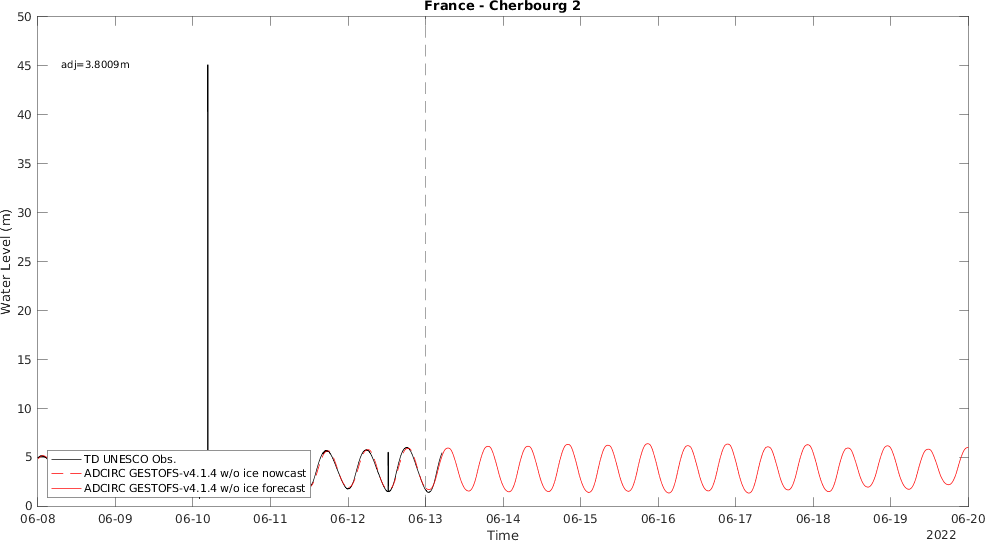 France - Cherbourg 2
50
45
40
35
30
25
20
15
10
5
0
Water Level (m)
adj=3.8009m
TD UNESCO Obs.
ADCIRC GESTOFS-v4.1.4 w/o ice nowcast
ADCIRC GESTOFS-v4.1.4 w/o ice forecast
06-08 06-09 06-10 06-11 06-12 06-13 06-14 06-15 06-16 06-17 06-18 06-19 06-20
Time
2022